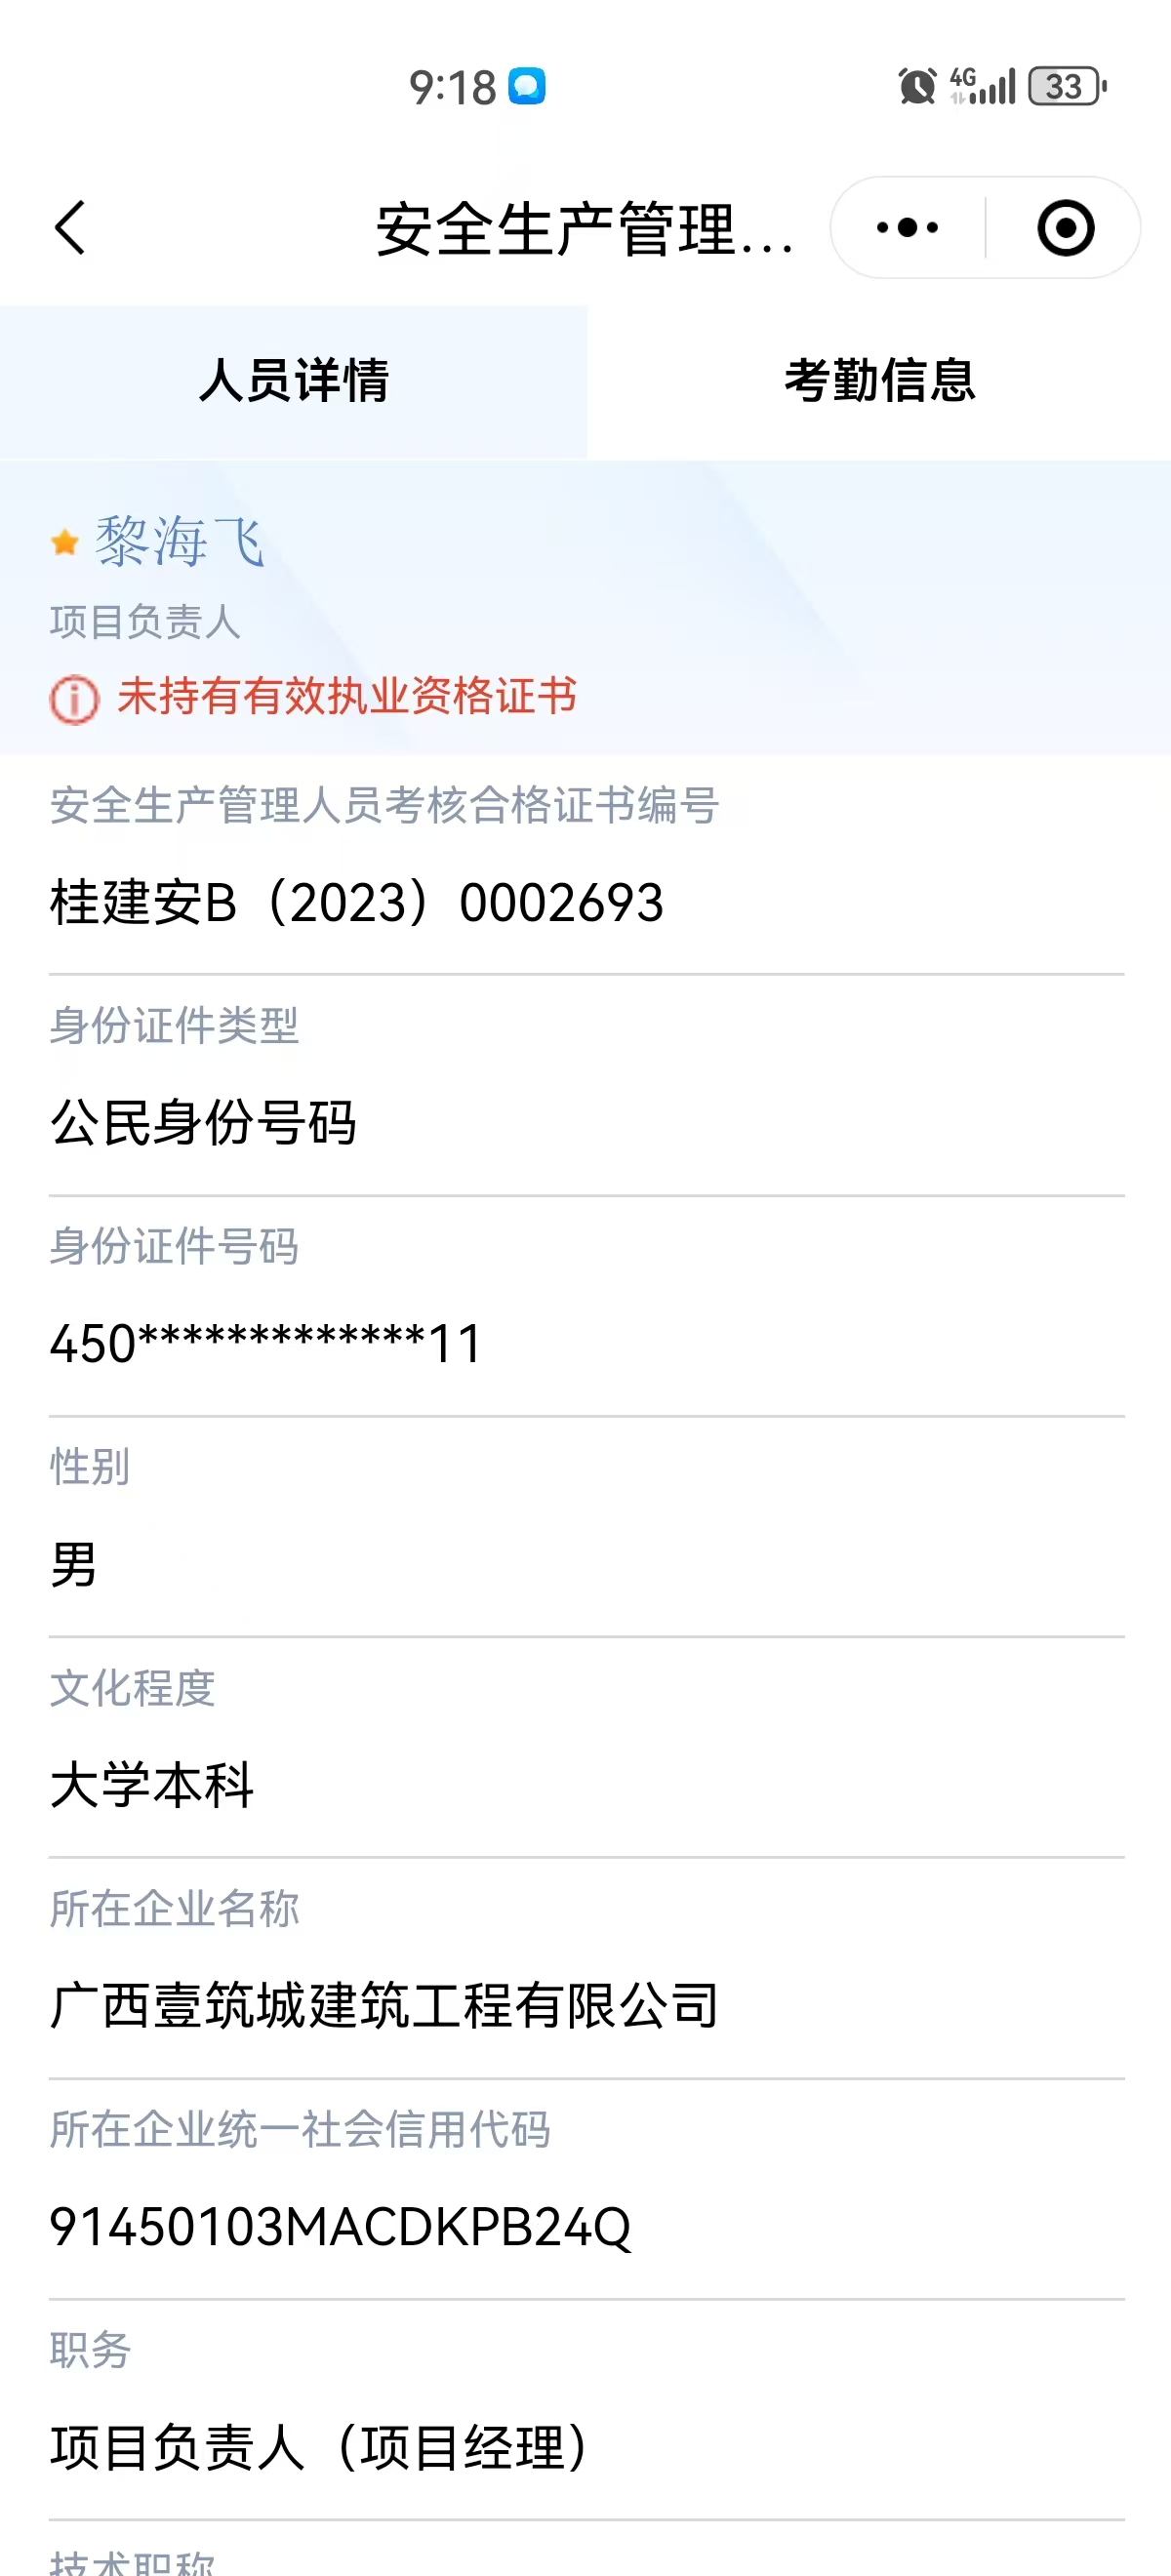 9:18
4G
33
安全生产管理...
人员详情
考勤信息
黎海飞
项目负责人
未持有有效执业资格证书
安全生产管理人员考核合格证书编号
桂建安B（2023）0002693
身份证件类型
公民身份号码
身份证件号码
450*************11
性别
男
文化程度
大学本科
所在企业名称
广西壹筑城建筑工程有限公司
所在企业统一社会信用代码
91450103MACDKPB24Q
职务
项目负责人（项目经理）
技术职称